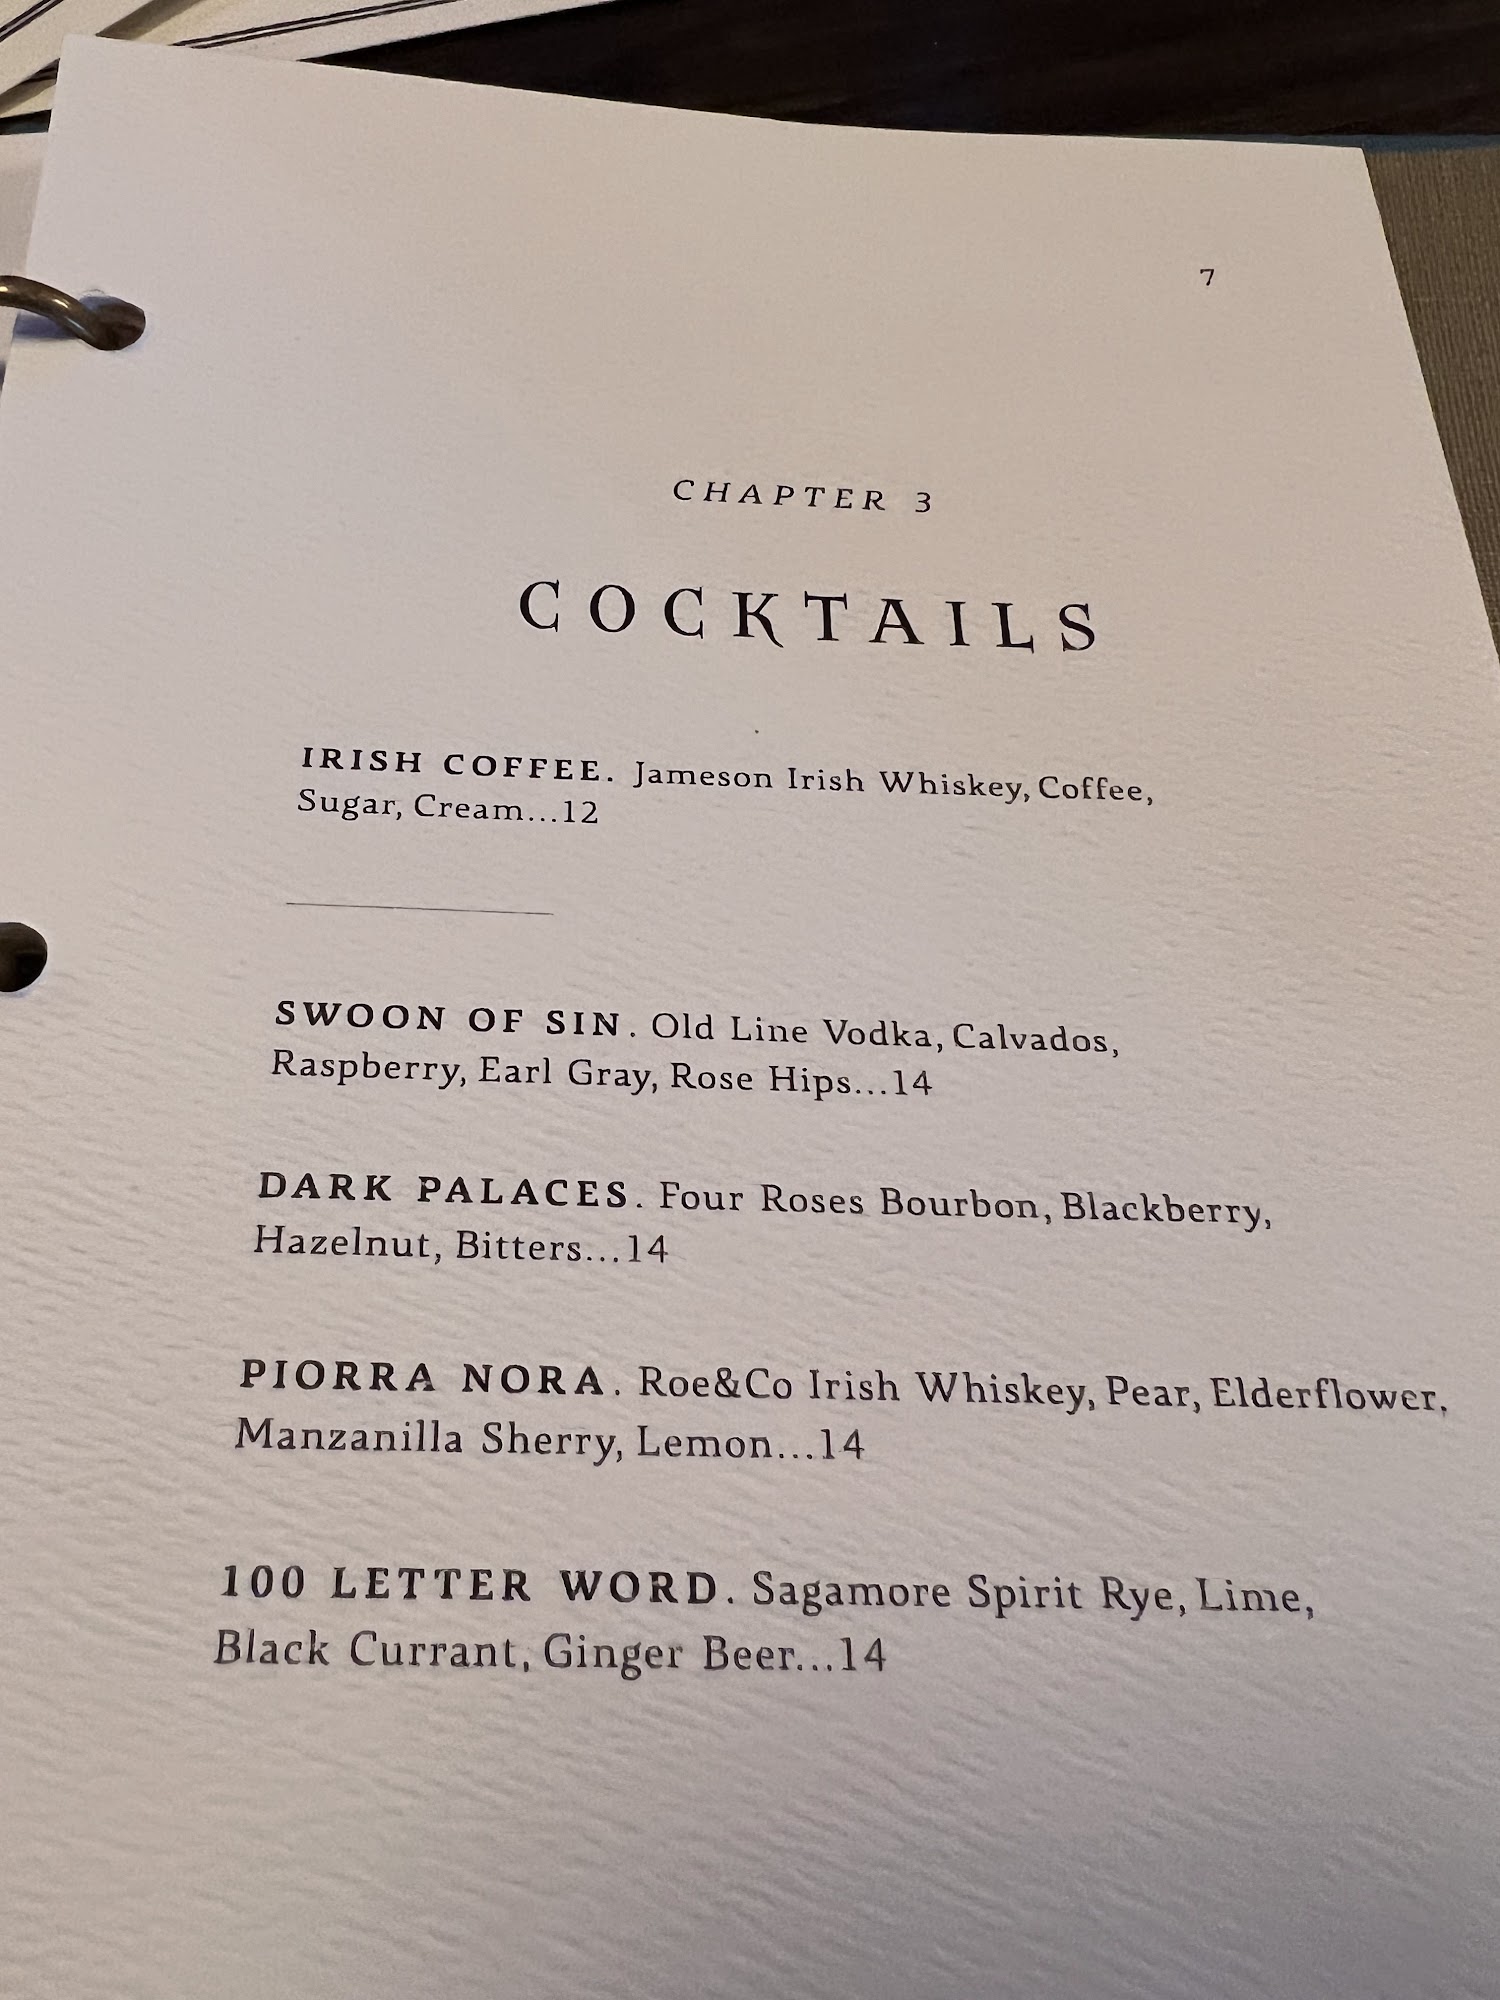 7
CHAPTER 3
COCKTAILS
IRISH COFFEE. Jameson Irish Whiskey, Coffee,
Sugar, Cream...12
SWOON OF SIN. Old Line Vodka, Calvados,
Raspberry, Earl Gray, Rose Hips...14
DARK PALACES. Four Roses Bourbon, Blackberry,
Hazelnut, Bitters...14
PIORRA NORA. Roe&Co Irish Whiskey, Pear, Elderflower,
Manzanilla Sherry, Lemon...14
100 LETTER WORD. Sagamore Spirit Rye, Lime,
Black Currant, Ginger Beer...14